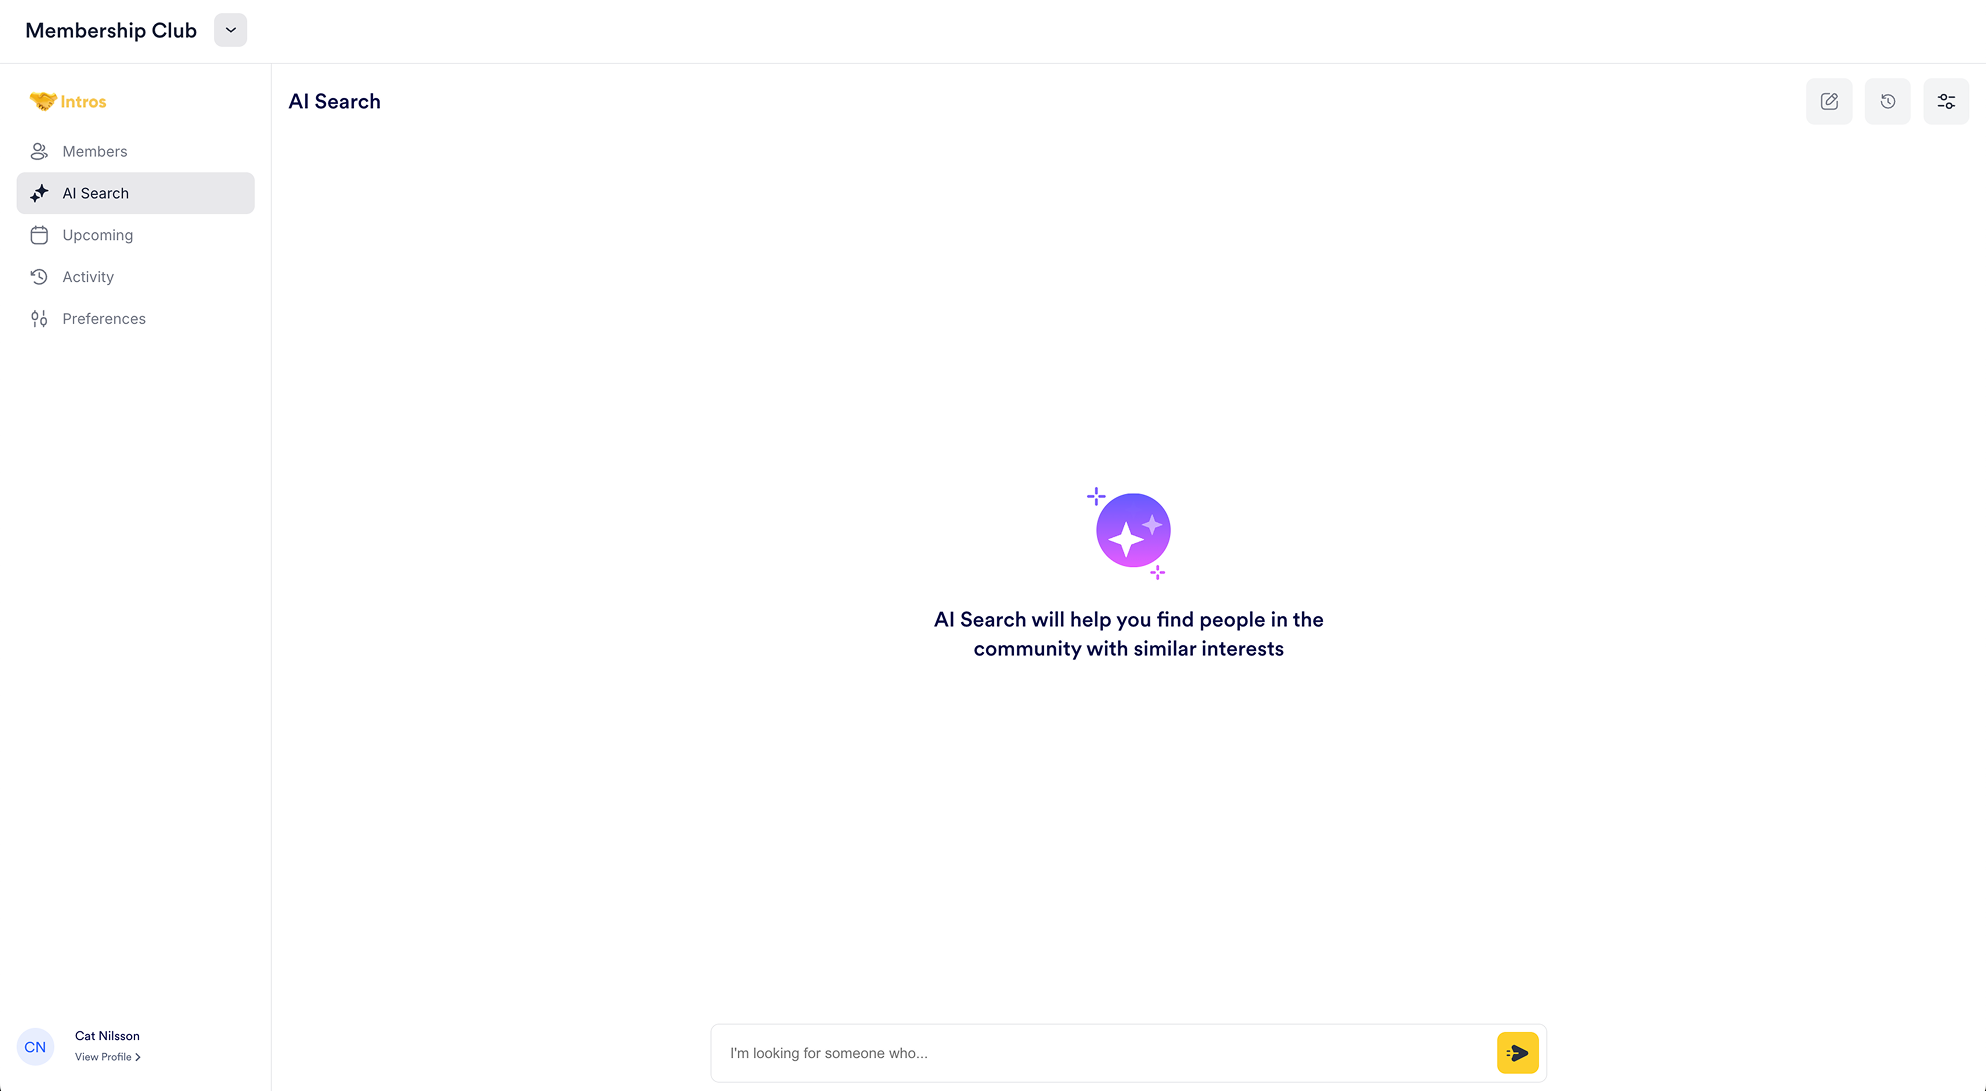 Membership Club
Intros
AI Search
Members
AI Search
Upcoming
Activity
Preferences
AI Search will help you find people in the
community with similar interests
CN
Cat Nilsson
View Profile
I'm looking for someone who...